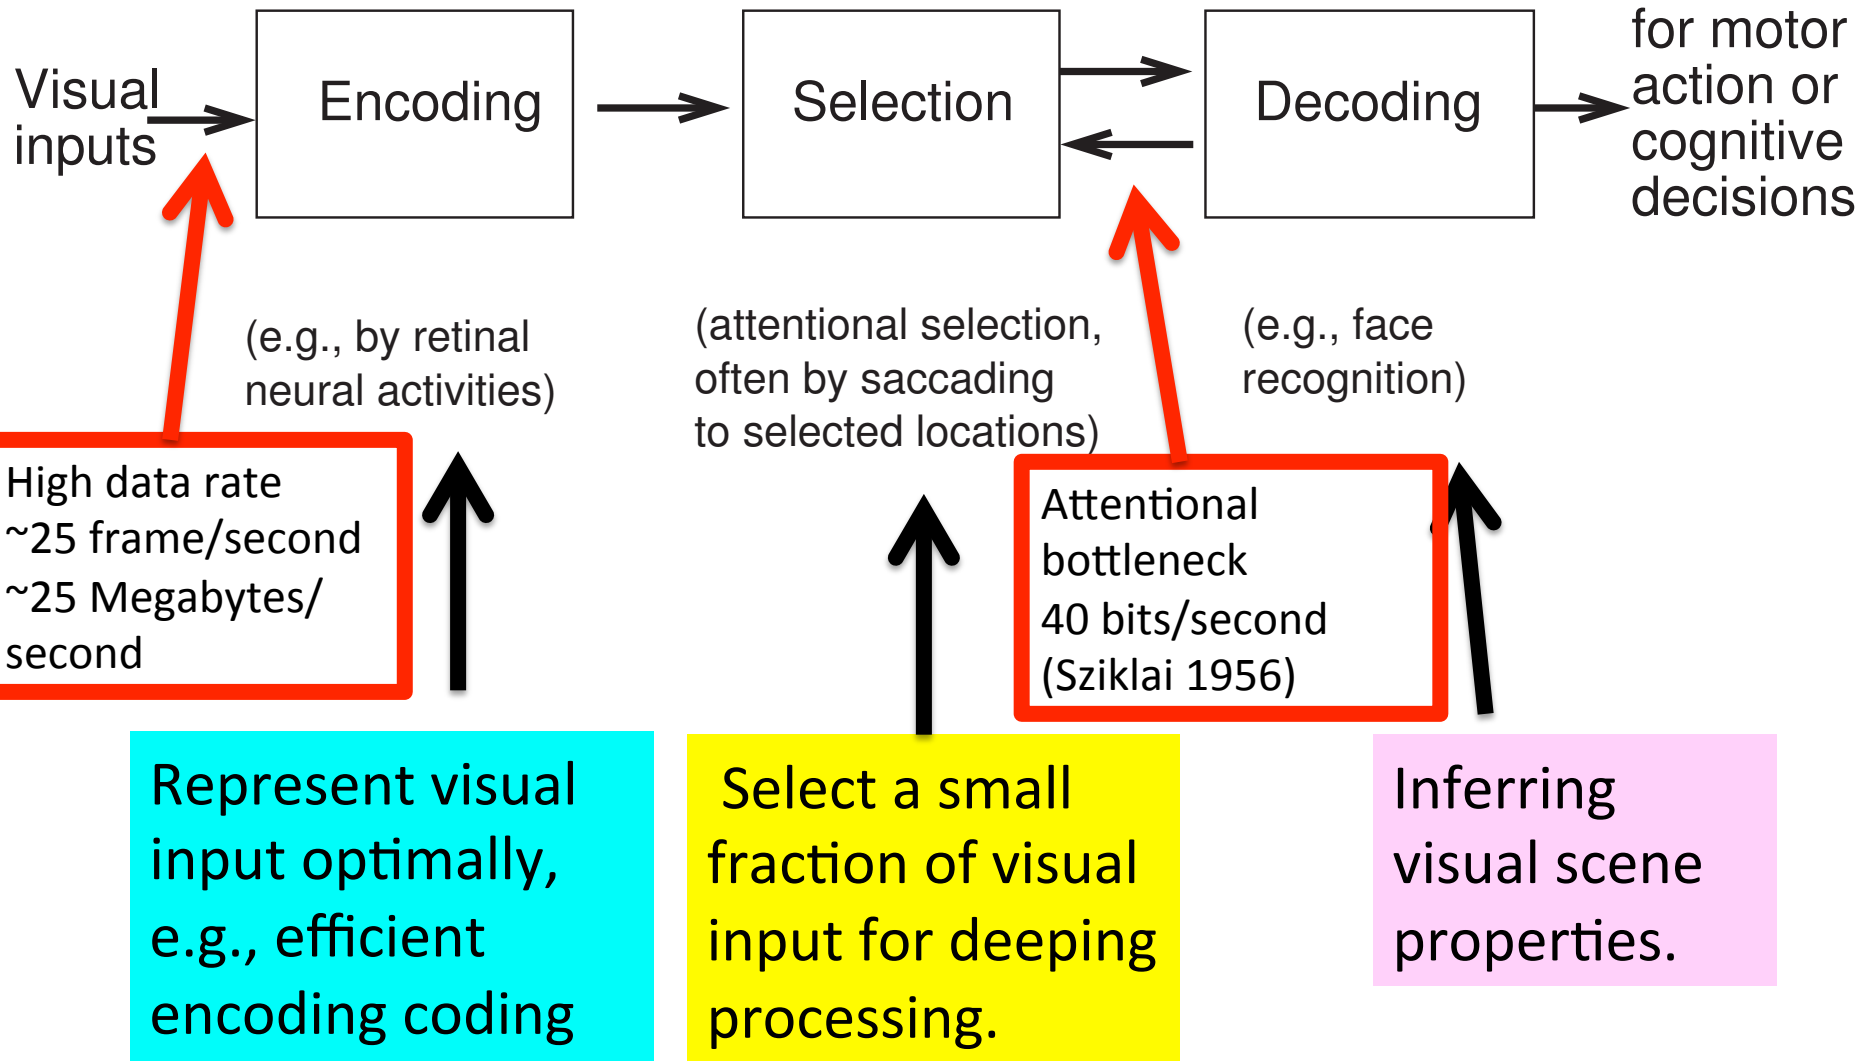 Visual
inputs
Encoding
Selection
Decoding
for motor
action or
cognitive
decisions
(e.g., by retinal
neural activities)
(attentional selection,
often by saccading
to selected locations)
(e.g., face
recognition)
High data rate
~25 frame/second
~25 Megabytes/
second
Attentional
bottleneck
40 bits/second
(Sziklai 1956)
Represent visual
input optimally,
e.g., efficient
encoding coding
Select a small
fraction of visual
input for deeping
processing.
Inferring
visual scene
properties.